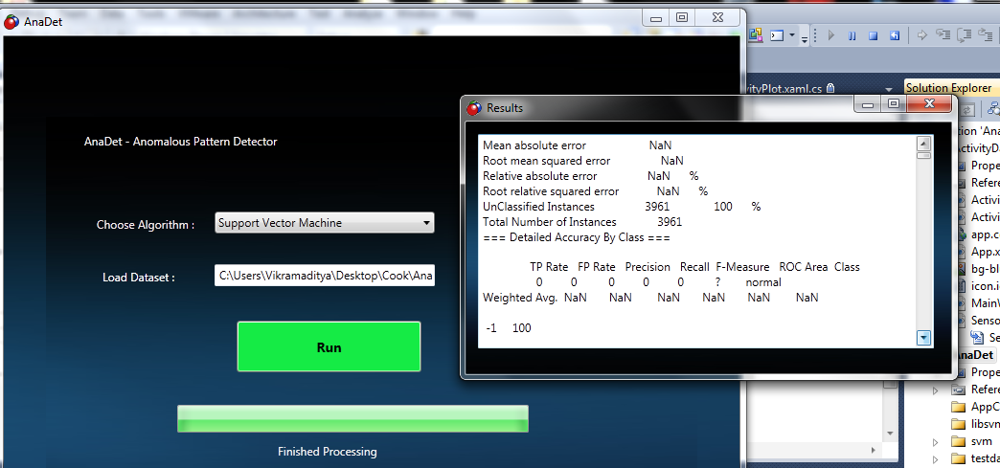 AnaDet
AnaDet - Anomalous Pattern Detector
Choose Algorithm :
Support Vector Machine
Load Dataset :
C:\Users\Vikramaditya\Desktop\Cook\Ana
Run
Finished Processing
Results
Mean absolute error NaN
Root mean squared error NaN
Relative absolute error NaN %
Root relative squared error NaN %
UnClassified Instances 3961 100 %
Total Number of Instances 3961
=== Detailed Accuracy By Class ===
TP Rate FP Rate Precision Recall F-Measure ROC Area Class
0 0 0 0 0 ? normal
Weighted Avg. NaN NaN NaN NaN NaN NaN
-1 100
vityPlot.xaml.cs
Solution Explorer
tion 'Ana
ctivityDa
Prope
Refere
Activi
Activi
app.c
App.x
bg-bl
icon.i
MainW
Senso
Se
naDet
Prope
Refere
AppC
libsvm
svm
testda